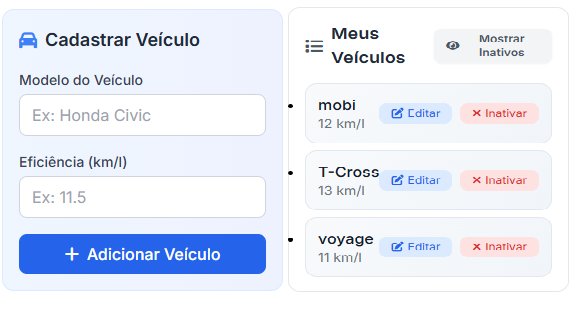 Cadastrar Veículo
Modelo do Veículo
Ex: Honda Civic
Eficiência (km/l)
Ex: 11.5
Adicionar Veículo
Meus
Veículos
Mostrar
Inativos
mobi
12 km/l
Editar
Inativar
T-Cross
13 km/l
Editar
Inativar
voyage
11 km/l
Editar
Inativar